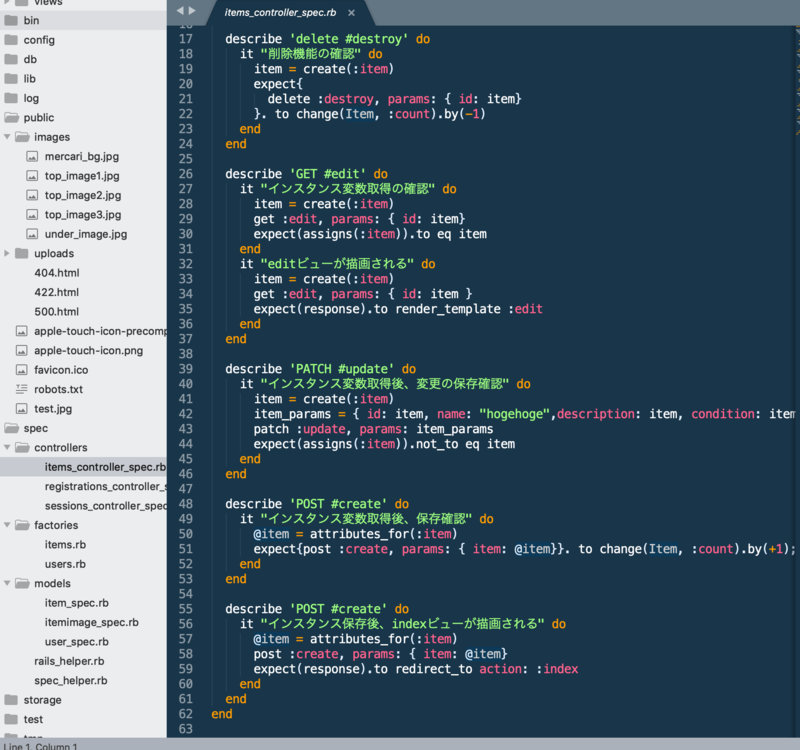 views
bin
config
db
lib
log
public
images
mercari_bg.jpg
top_image1.jpg
top_image2.jpg
top_image3.jpg
under_image.jpg
uploads
404.html
422.html
500.html
apple-touch-icon-precomp
apple-touch-icon.png
favicon.ico
robots.txt
test.jpg
spec
controllers
items_controller_spec.rb
registrations_controller_s
sessions_controller_spec
factories
items.rb
users.rb
models
item_spec.rb
itemimage_spec.rb
user_spec.rb
rails_helper.rb
spec_helper.rb
storage
test
tmp
Line 1, Column 1
items_controller_spec.rb ×
16
17 describe 'delete #destroy' do
18 it "削除機能の確認" do
19 item = create(:item)
20 expect{
21 delete :destroy, params: { id: item}
22 }. to change(Item, :count).by(-1)
23 end
24 end
25
26 describe 'GET #edit' do
27 it "インスタンス変数取得の確認" do
28 item = create(:item)
29 get :edit, params: { id: item}
30 expect(assigns(:item)).to eq item
31 end
32 it "editビューが描画される" do
33 item = create(:item)
34 get :edit, params: { id: item }
35 expect(response).to render_template :edit
36 end
37 end
38
39 describe 'PATCH #update' do
40 it "インスタンス変数取得後、変更の保存確認" do
41 item = create(:item)
42 item_params = { id: item, name: "hogehoge",description: item, condition: item
43 patch :update, params: item_params
44 expect(assigns(:item)).not_to eq item
45 end
46 end
47
48 describe 'POST #create' do
49 it "インスタンス変数取得後、保存確認" do
50 @item = attributes_for(:item)
51 expect{post :create, params: { item: @item}}. to change(Item, :count).by(+1);
52 end
53 end
54
55 describe 'POST #create' do
56 it "インスタンス保存後、indexビューが描画される" do
57 @item = attributes_for(:item)
58 post :create, params: { item: @item}
59 expect(response).to redirect_to action: :index
60 end
61 end
62 end
63